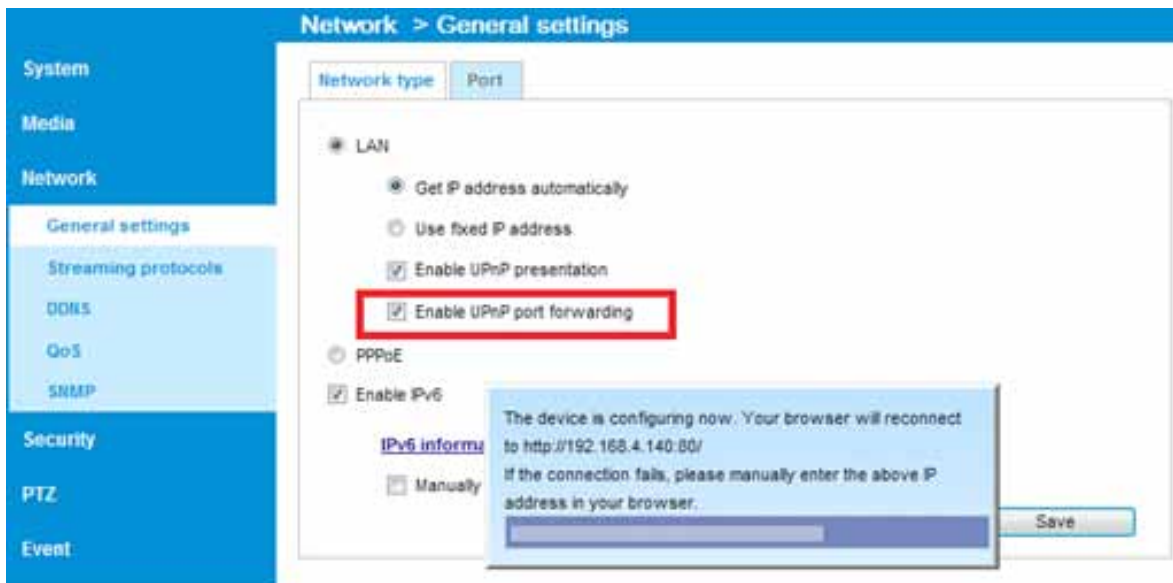 Network > General settings
System
Media
Network
General settings
Streaming protocols
DDNS
QoS
SNMP
Security
PTZ
Event
Network type
Port
LAN
Get IP address automatically
Use fixed IP address
Enable UPnP presentation
Enable UPnP port forwarding
PPPoE
Enable IPv6
IPv6 informa
Manually
The device is configuring now. Your browser will reconnect
to http://192.168.4.140:80/
If the connection fails, please manually enter the above IP
address in your browser.
Save